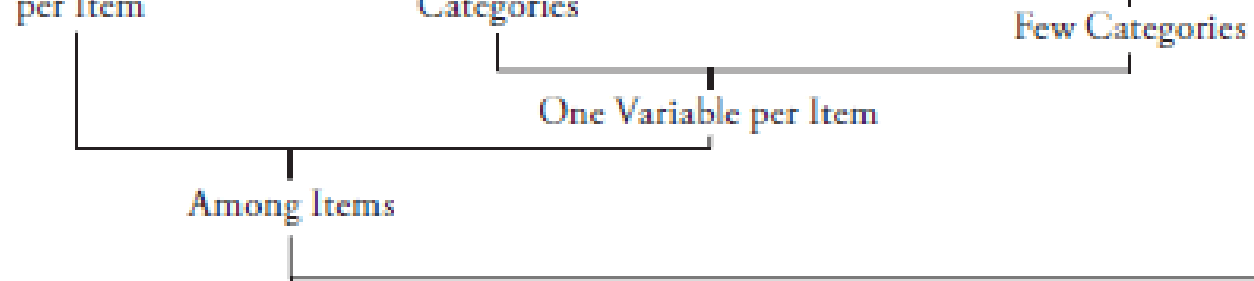 per Item
Categories
Few Categories
One Variable per Item
Among Items